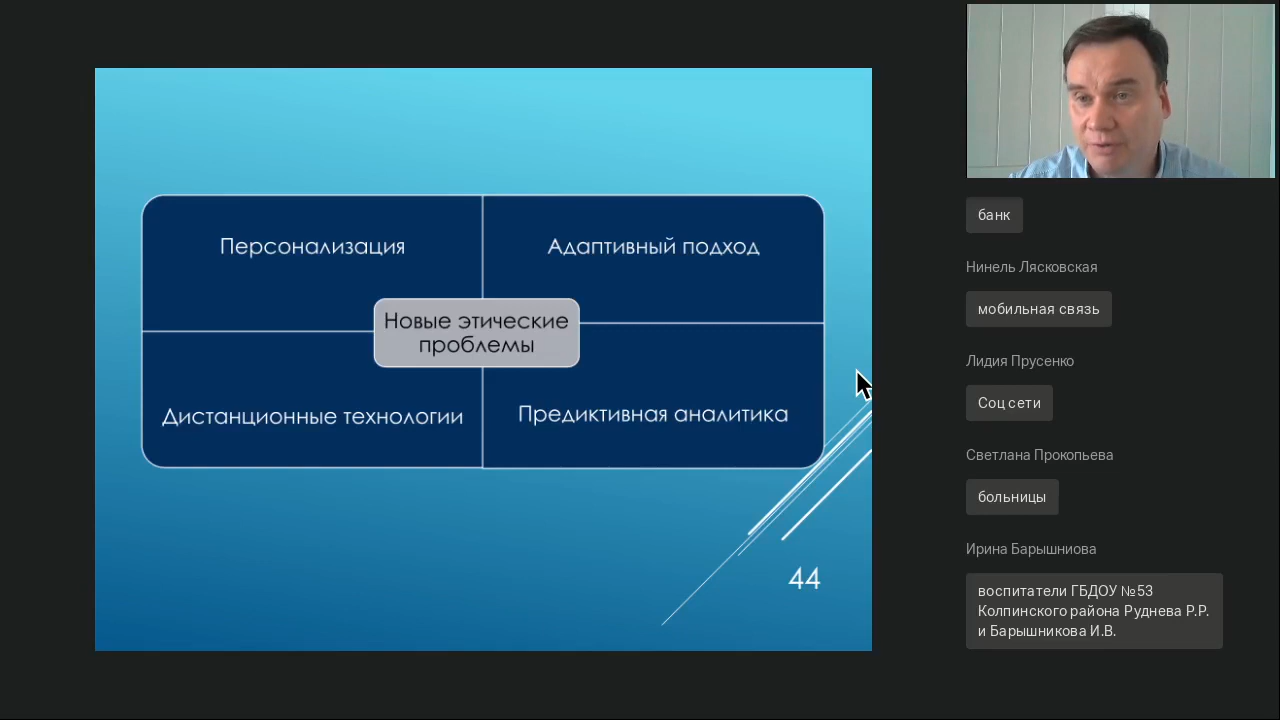 Персонализация
Адаптивный подход
Новые этические
проблемы
Дистанционные технологии
Предиктивная аналитика
44
банк
Нинель Лясковская
мобильная связь
Лидия Прусенко
Соц сети
Светлана Прокопьева
больницы
Ирина Барышниова
воспитатели ГБДОУ №53
Колпинского района Руднева Р.Р.
и Барышникова И.В.